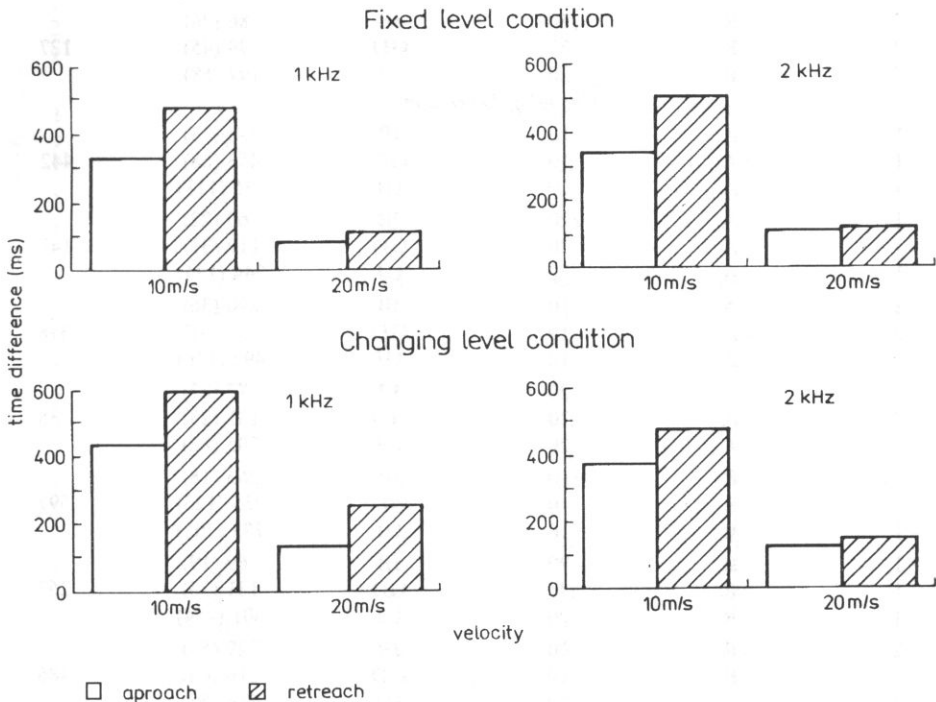 Fixed level condition
1 kHz
2 kHz
600
400
200
0
10m/s
20m/s
600
400
200
0
10m/s
20m/s
Changing level condition
1 kHz
2 kHz
600
400
200
0
10m/s
20m/s
600
400
200
0
10m/s
20m/s
time difference (ms)
velocity
aproach
retreach
127